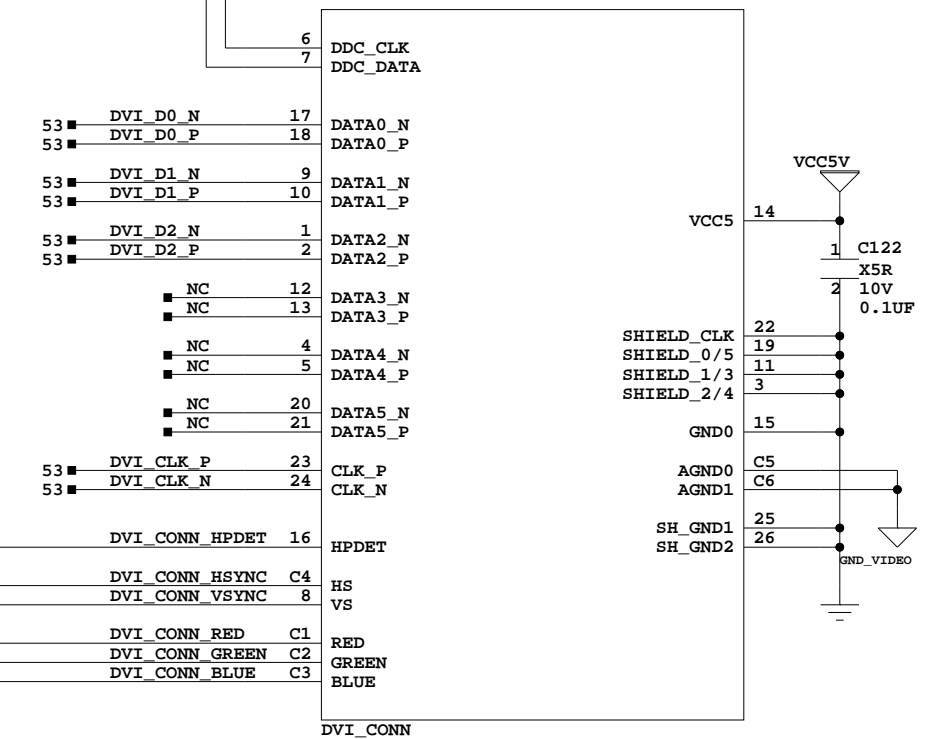 6 DDC_CLK
7 DDC_DATA
53 DVI_D0_N 17 DATA0_N
53 DVI_D0_P 18 DATA0_P
53 DVI_D1_N 9 DATA1_N
53 DVI_D1_P 10 DATA1_P
53 DVI_D2_N 1 DATA2_N
53 DVI_D2_P 2 DATA2_P
NC 12 DATA3_N
NC 13 DATA3_P
NC 4 DATA4_N
NC 5 DATA4_P
NC 20 DATA5_N
NC 21 DATA5_P
53 DVI_CLK_P 23 CLK_P
53 DVI_CLK_N 24 CLK_N
DVI_CONN_HPDET 16 HPDET
DVI_CONN_HSYNC C4 HS
DVI_CONN_VSYNC 8 VS
DVI_CONN_RED C1 RED
DVI_CONN_GREEN C2 GREEN
DVI_CONN_BLUE C3 BLUE
DVI_CONN
VCC5V
VCC5 14
1 C122
X5R
2 10V
0.1UF
SHIELD_CLK 22
SHIELD_0/5 19
SHIELD_1/3 11
SHIELD_2/4 3
GND0 15
AGND0 C5
AGND1 C6
SH_GND1 25
SH_GND2 26
GND_VIDEO